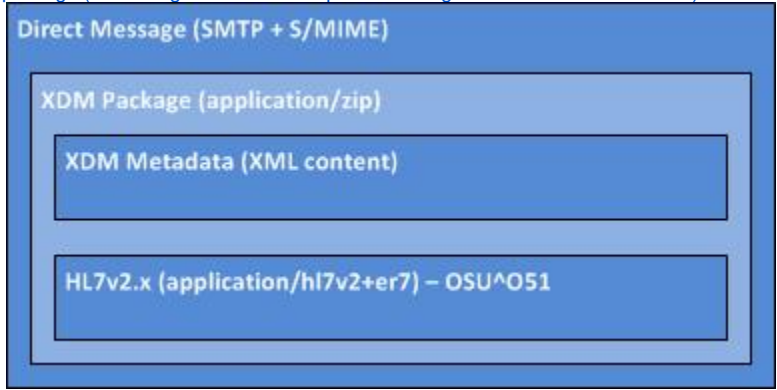 Direct Message (SMTP + S/MIME)
XDM Package (application/zip)
XDM Metadata (XML content)
HL7v2.x (application/hl7v2+er7) – OSU^O51